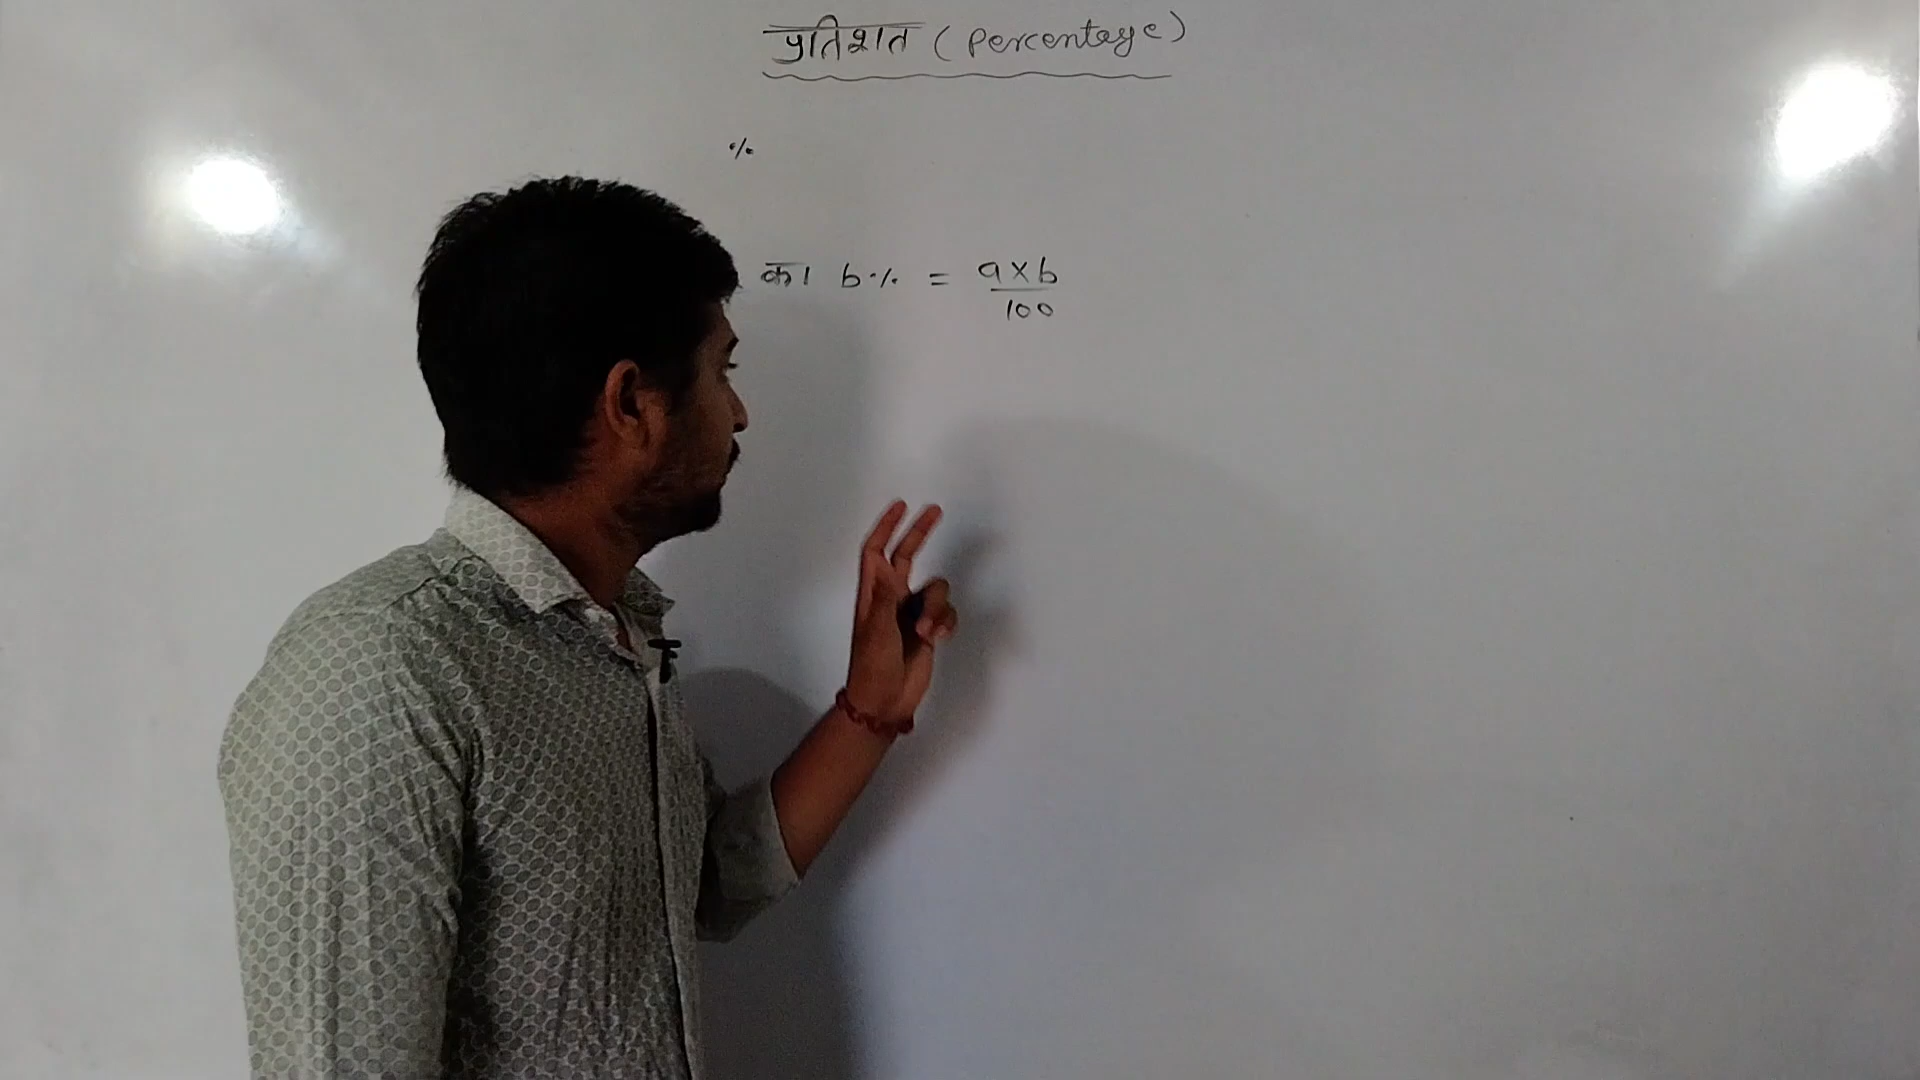 प्रतिशत (Percentage)
%
का b% = a×b
100